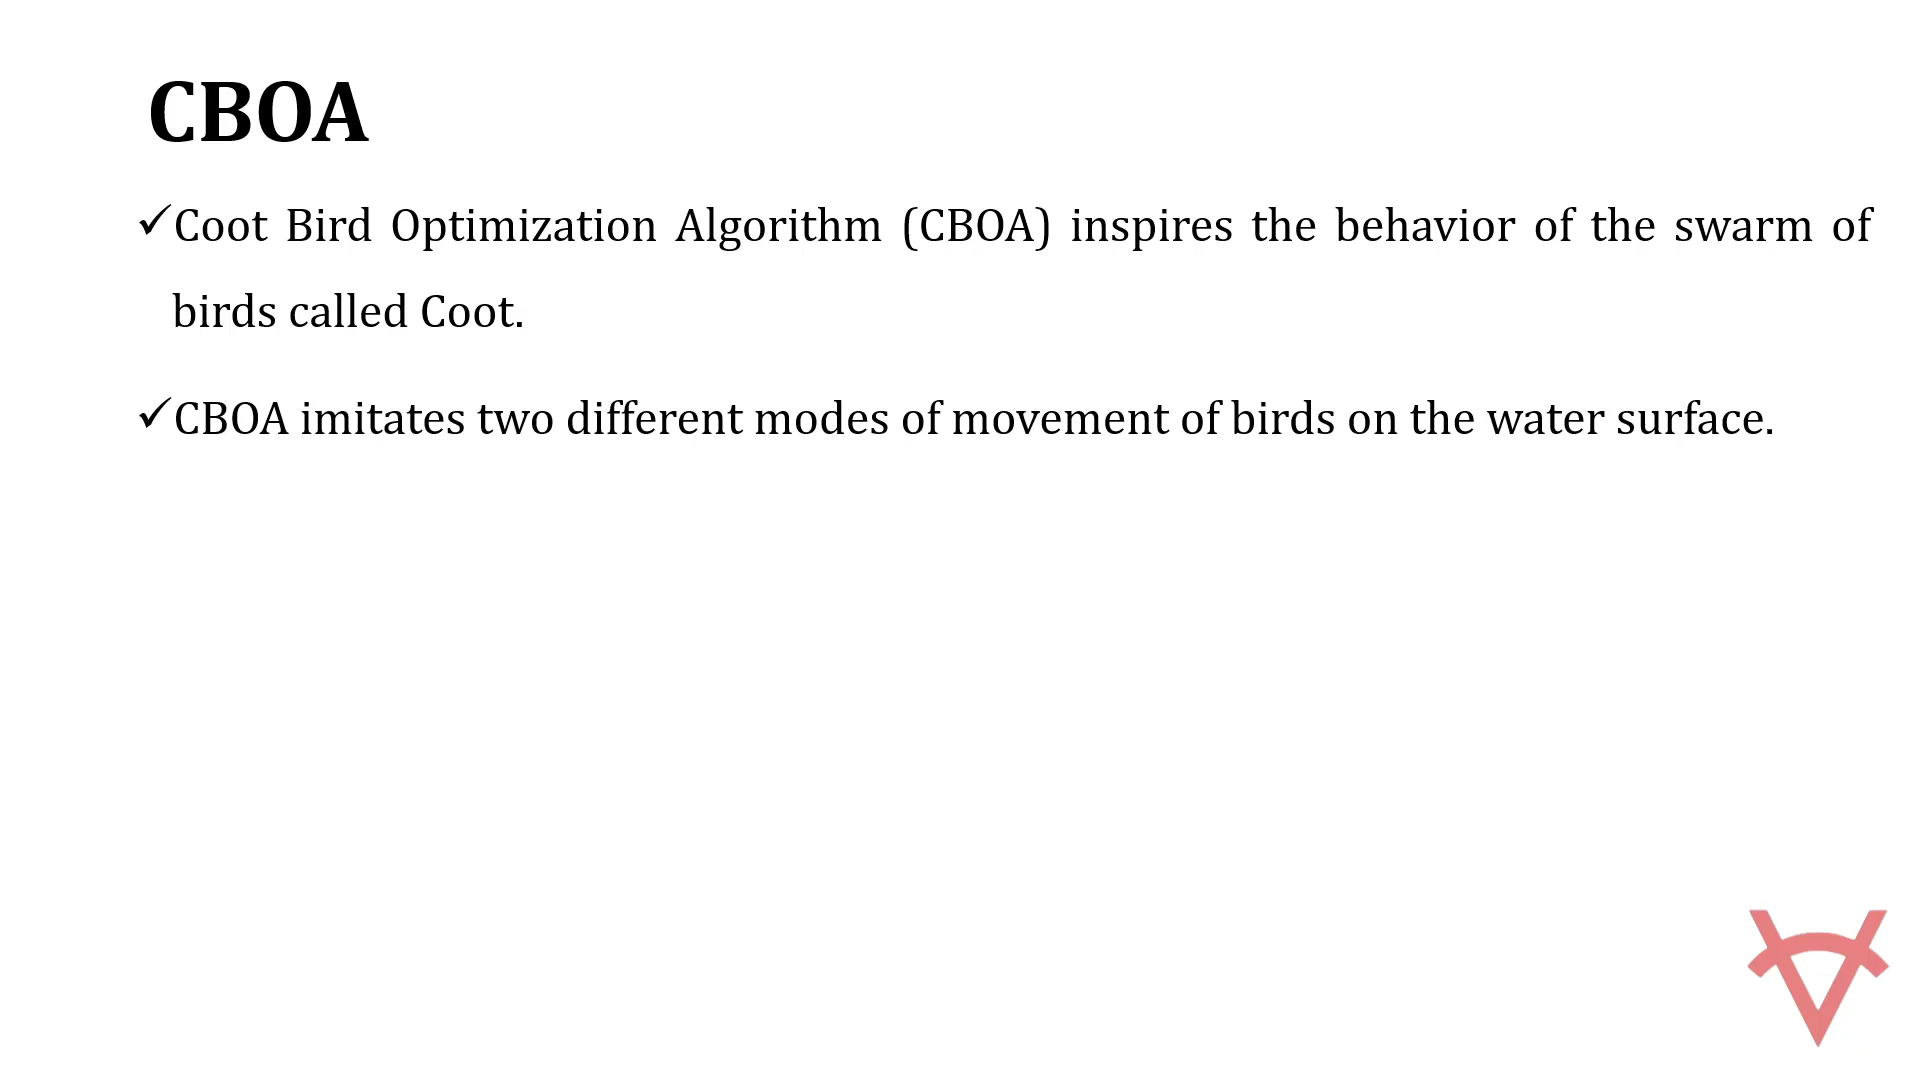 CBOA
✓Coot Bird Optimization Algorithm (CBOA) inspires the behavior of the swarm of
birds called Coot.
✓CBOA imitates two different modes of movement of birds on the water surface.